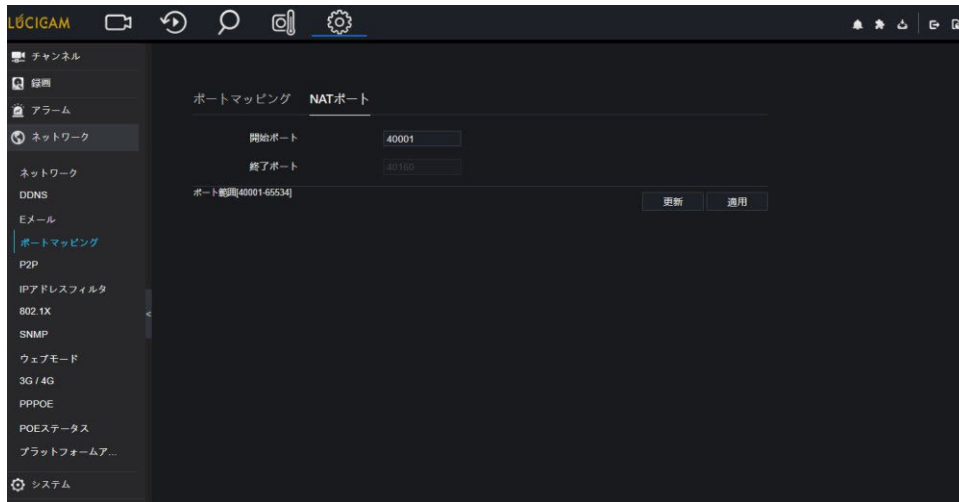 LÚCIGAM
チャンネル
録画
アラーム
ネットワーク
ネットワーク
DDNS
Eメール
ポートマッピング
P2P
IPアドレスフィルタ
802.1X
SNMP
ウェブモード
3G / 4G
PPPOE
POEステータス
プラットフォームア...
システム
ポートマッピング NATポート
開始ポート 40001
終了ポート 40160
ポート範囲[40001-65534]
更新 適用